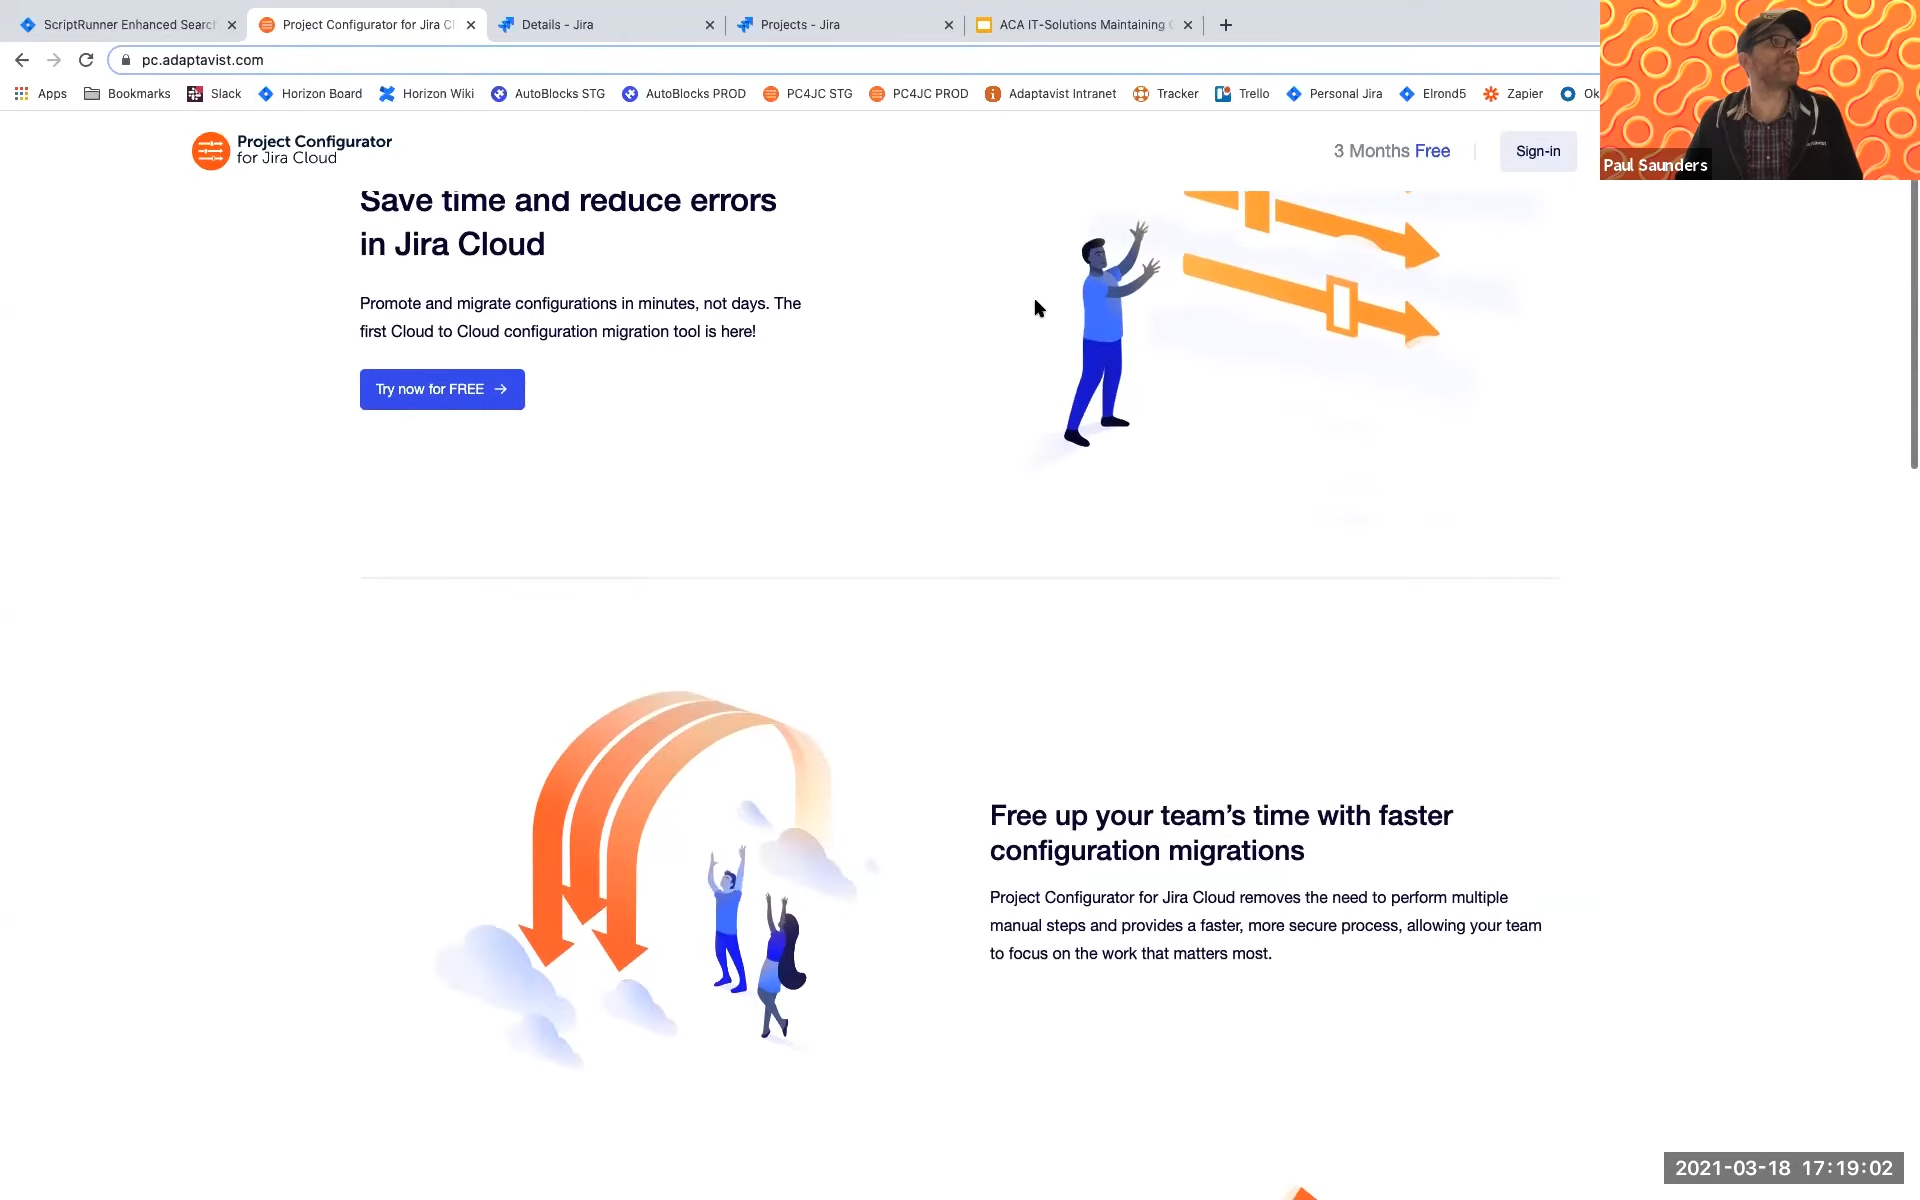 ScriptRunner Enhanced Search
Project Configurator for Jira Cl
Details - Jira
Projects - Jira
ACA IT-Solutions Maintaining
pc.adaptavist.com
Apps
Bookmarks
Slack
Horizon Board
Horizon Wiki
AutoBlocks STG
AutoBlocks PROD
PC4JC STG
PC4JC PROD
Adaptavist Intranet
Tracker
Trello
Personal Jira
Elrond5
Zapier
Ok
Project Configurator
for Jira Cloud
3 Months Free
Sign-in
Paul Saunders
Save time and reduce errors
in Jira Cloud
Promote and migrate configurations in minutes, not days. The
first Cloud to Cloud configuration migration tool is here!
Try now for FREE →
Free up your team’s time with faster
configuration migrations
Project Configurator for Jira Cloud removes the need to perform multiple
manual steps and provides a faster, more secure process, allowing your team
to focus on the work that matters most.
2021-03-18 17:19:02